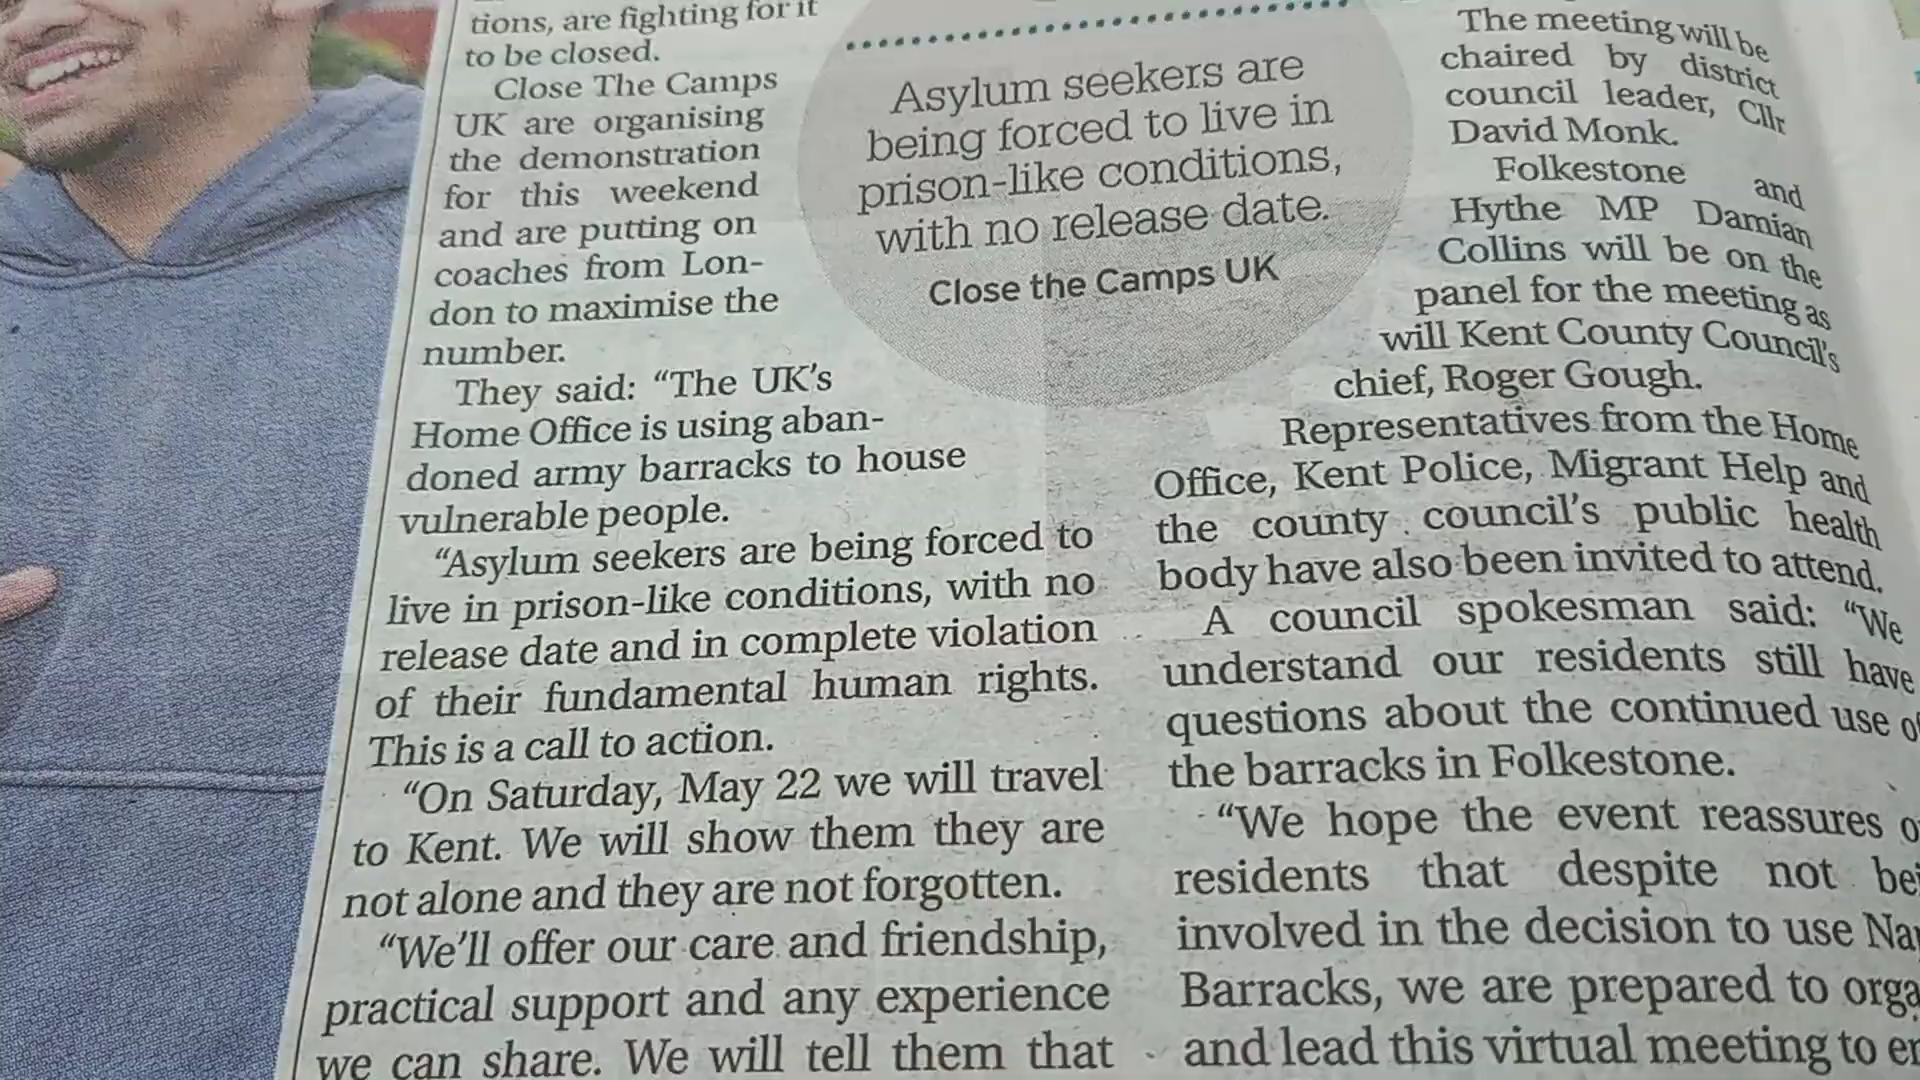 tions, are fighting for it
to be closed.
Close The Camps
UK are organising
the demonstration
for this weekend
and are putting on
coaches from Lon-
don to maximise the
number.
They said: “The UK’s
Home Office is using aban-
doned army barracks to house
vulnerable people.
“Asylum seekers are being forced to
live in prison-like conditions, with no
release date and in complete violation
of their fundamental human rights.
This is a call to action.
“On Saturday, May 22 we will travel
to Kent. We will show them they are
not alone and they are not forgotten.
“We’ll offer our care and friendship,
practical support and any experience
we can share. We will tell them that
Asylum seekers are
being forced to live in
prison-like conditions,
with no release date.
Close the Camps UK
The meeting will be
chaired by district
council leader, Cllr
David Monk.
Folkestone and
Hythe MP Damian
Collins will be on the
panel for the meeting as
will Kent County Council’s
chief, Roger Gough.
Representatives from the Home
Office, Kent Police, Migrant Help and
the county council’s public health
body have also been invited to attend.
A council spokesman said: “We
understand our residents still have
questions about the continued use
the barracks in Folkestone.
“We hope the event reassures
residents that despite not
involved in the decision to use
Barracks, we are prepared to
and lead this virtual meeting to